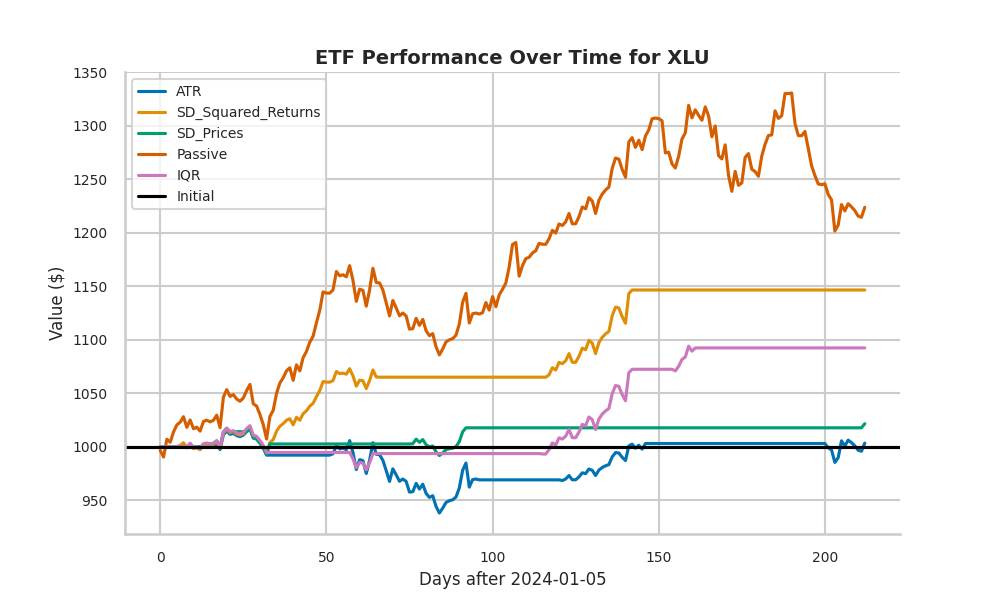 ETF Performance Over Time for XLU
1350
1300
1250
1200
1150
1100
1050
1000
950
Value ($)
ATR
SD_Squared_Returns
SD_Prices
Passive
IQR
Initial
0 50 100 150 200
Days after 2024-01-05